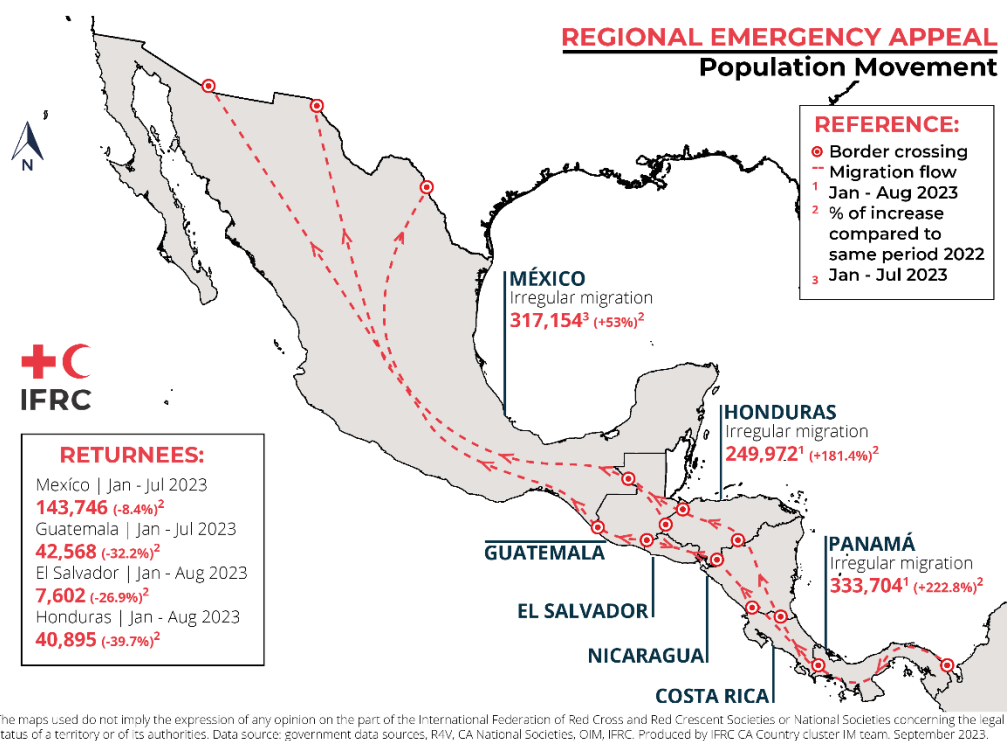 REGIONAL EMERGENCY APPEAL
Population Movement
REFERENCE:
Border crossing
Migration flow
1 Jan - Aug 2023
2 % of increase
compared to
same period 2022
3 Jan - Jul 2023
N
MÉXICO
Irregular migration
317,154³ (+53%)²
IFRC
HONDURAS
Irregular migration
249,972¹ (+181.4%)²
RETURNEES:
Mexíco | Jan - Jul 2023
143,746 (-8.4%)²
Guatemala | Jan - Jul 2023
42,568 (-32.2%)²
El Salvador | Jan - Aug 2023
7,602 (-26.9%)²
Honduras | Jan - Aug 2023
40,895 (-39.7%)²
GUATEMALA
PANAMÁ
Irregular migration
333,704¹ (+222.8%)²
EL SALVADOR
NICARAGUA
COSTA RICA
The maps used do not imply the expression of any opinion on the part of the International Federation of Red Cross and Red Crescent Societies or National Societies concerning the legal
status of a territory or of its authorities. Data source: government data sources, R4V, CA National Societies, OIM, IFRC. Produced by IFRC CA Country cluster IM team. September 2023.